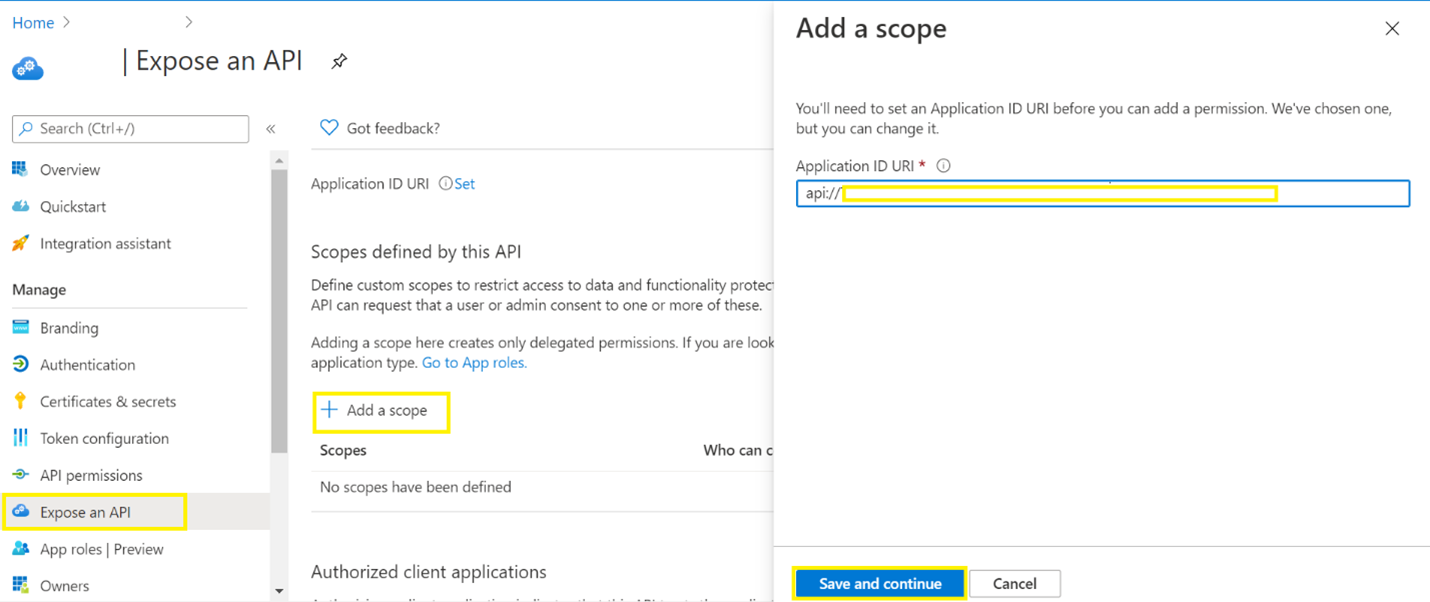 Home
| Expose an API
Search (Ctrl+/)
«
Overview
Quickstart
Integration assistant
Manage
Branding
Authentication
Certificates & secrets
Token configuration
API permissions
Expose an API
App roles | Preview
Owners
Got feedback?
Application ID URI Set
Scopes defined by this API
Define custom scopes to restrict access to data and functionality protect
API can request that a user or admin consent to one or more of these.
Adding a scope here creates only delegated permissions. If you are look
application type. Go to App roles.
+ Add a scope
Scopes Who can c
No scopes have been defined
Authorized client applications
Add a scope
You'll need to set an Application ID URI before you can add a permission. We've chosen one,
but you can change it.
Application ID URI *
api://
Save and continue Cancel